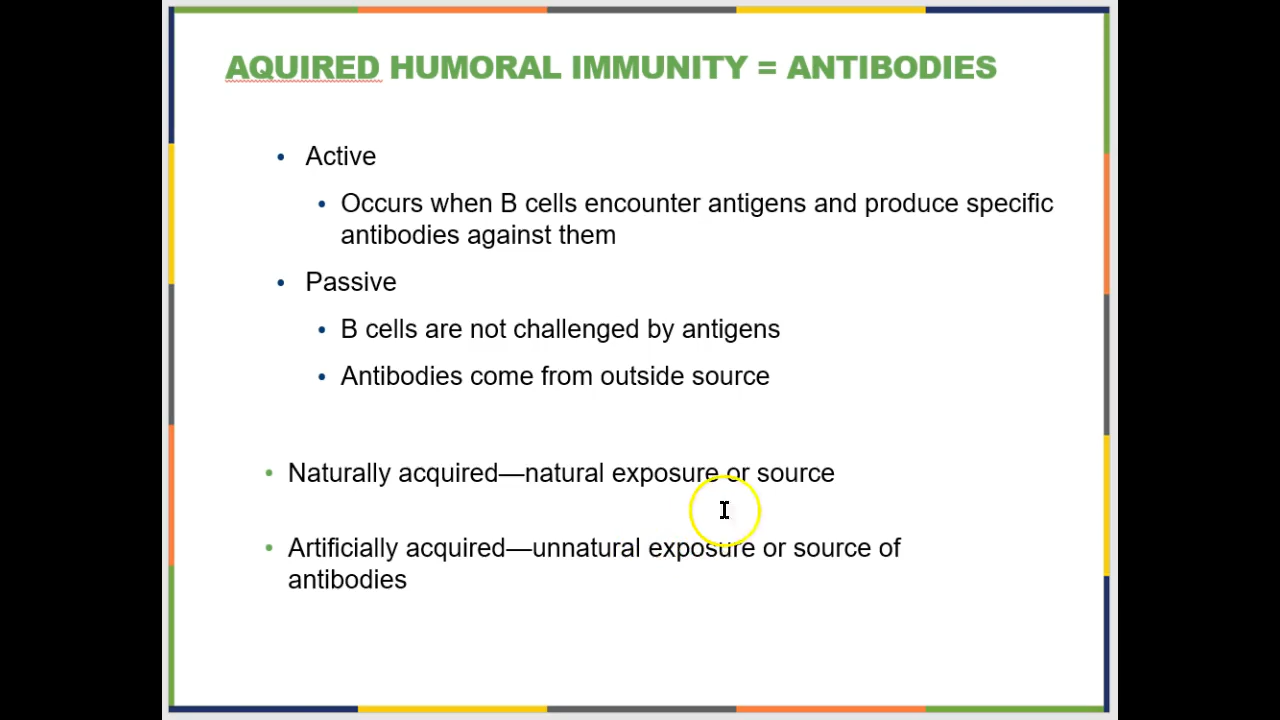 AQUIRED HUMORAL IMMUNITY = ANTIBODIES
• Active
• Occurs when B cells encounter antigens and produce specific
antibodies against them
• Passive
• B cells are not challenged by antigens
• Antibodies come from outside source
• Naturally acquired—natural exposure or source
• Artificially acquired—unnatural exposure or source of
antibodies